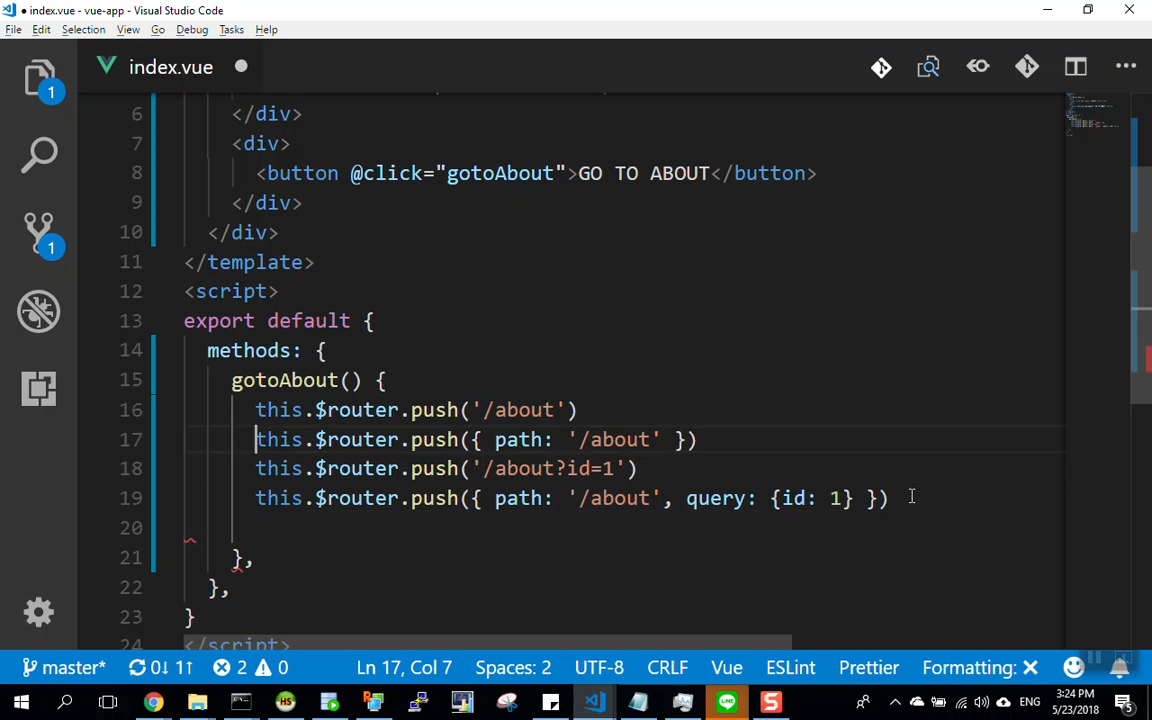 index.vue - vue-app - Visual Studio Code
File Edit Selection View Go Debug Tasks Help
index.vue
1
1
6 </div>
7 <div>
8 <button @click="gotoAbout">GO TO ABOUT</button>
9 </div>
10 </div>
11 </template>
12 <script>
13 export default {
14 methods: {
15 gotoAbout() {
16 this.$router.push('/about')
17 this.$router.push({ path: '/about' })
18 this.$router.push('/about?id=1')
19 this.$router.push({ path: '/about', query: {id: 1} })
20
21 },
22 },
23 }
24 </script>
master* 0↓ 1↑ 2 0 Ln 17, Col 7 Spaces: 2 UTF-8 CRLF Vue ESLint Prettier Formatting: ✕
HS LINE S ENG 3:24 PM 5/23/2018 5